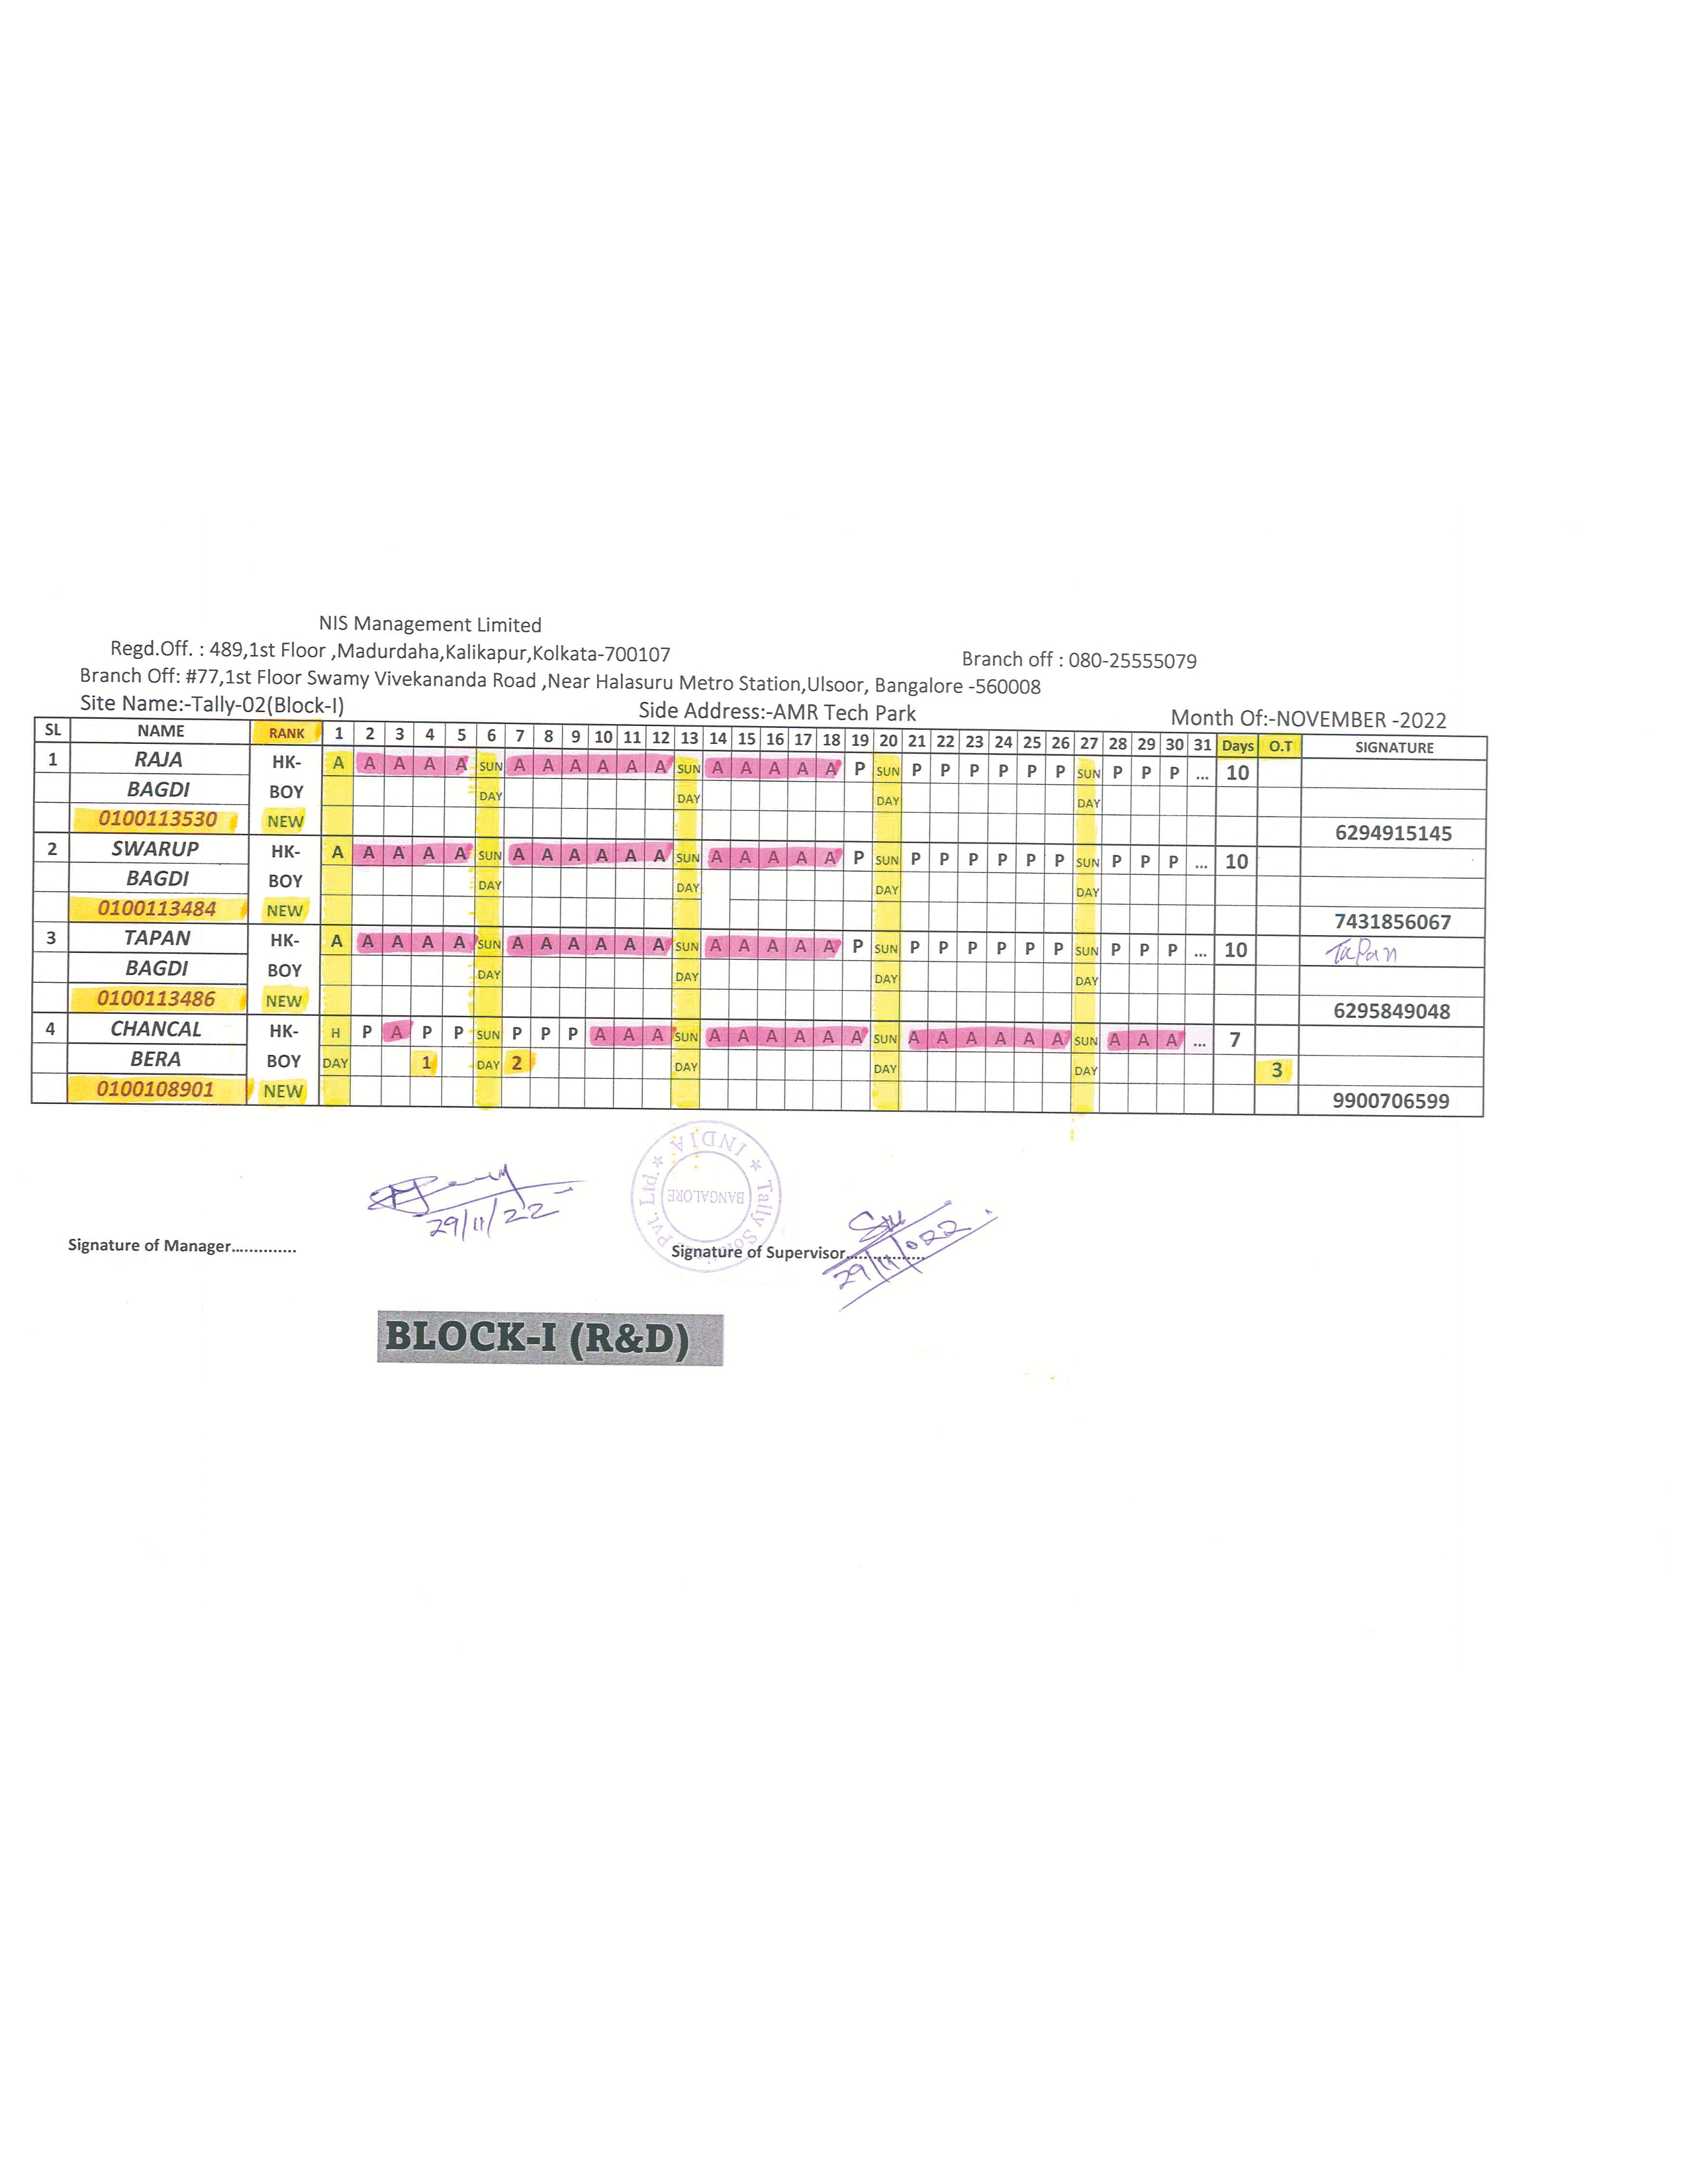 NIS Management Limited
Regd.Off. : 489,1st Floor ,Madurdaha,Kalikapur,Kolkata-700107
Branch off : 080-25555079
Branch Off: #77,1st Floor Swamy Vivekananda Road ,Near Halasuru Metro Station,Ulsoor, Bangalore -560008
Site Name:-Tally-02(Block-I) Side Address:-AMR Tech Park Month Of:-NOVEMBER -2022
SL NAME RANK 1 2 3 4 5 6 7 8 9 10 11 12 13 14 15 16 17 18 19 20 21 22 23 24 25 26 27 28 29 30 31 Days O.T SIGNATURE
1 RAJA HK- A A A A A SUN A A A A A A SUN A A A A A P SUN P P P P P P SUN P P P ... 10
BAGDI BOY DAY DAY DAY DAY
0100113530 NEW 6294915145
2 SWARUP HK- A A A A A SUN A A A A A A SUN A A A A A P SUN P P P P P P SUN P P P ... 10
BAGDI BOY DAY DAY DAY DAY
0100113484 NEW 7431856067
3 TAPAN HK- A A A A A SUN A A A A A A SUN A A A A A P SUN P P P P P P SUN P P P ... 10 TaPan
BAGDI BOY DAY DAY DAY DAY
0100113486 NEW 6295849048
4 CHANCAL HK- H P A P P SUN P P P A A A SUN A A A A A A SUN A A A A A A SUN A A A ... 7
BERA BOY DAY 1 DAY 2 DAY DAY DAY 3
0100108901 NEW 9900706599
Tally Pvt. Ltd. ★ INDIA ★
BANGALORE
29/11/22
Signature of Manager..............
Signature of Supervisor.................
29/11/022
BLOCK-I (R&D)